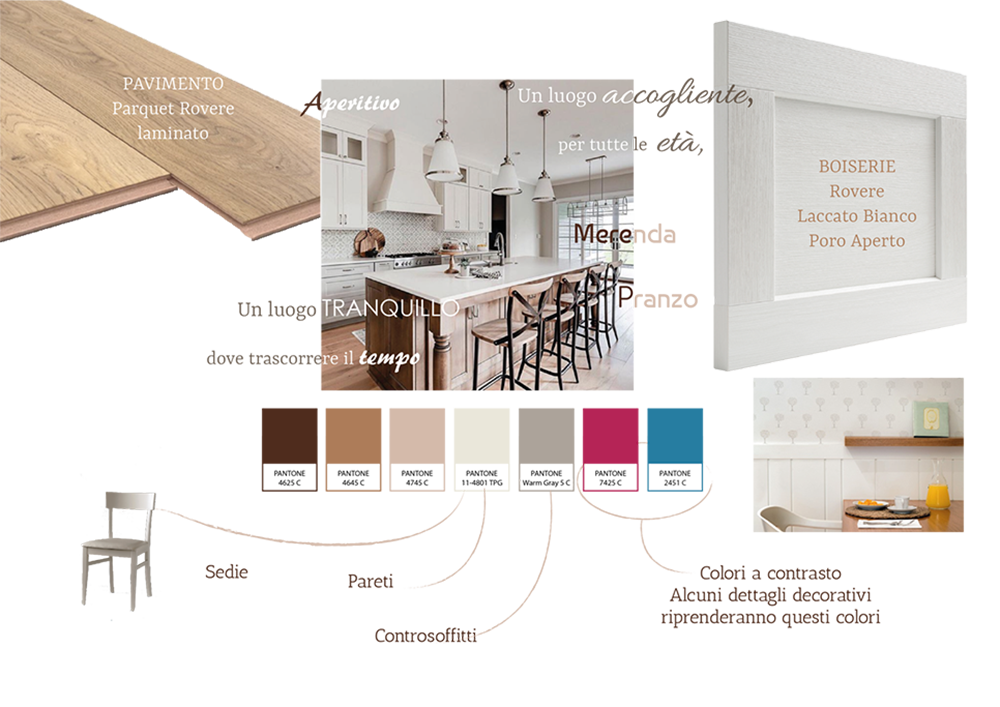 PAVIMENTO
Parquet Rovere
laminato
Aperitivo
Un luogo accogliente,
per tutte le età,
BOISERIE
Rovere
Laccato Bianco
Poro Aperto
Merenda
Pranzo
Un luogo TRANQUILLO
dove trascorrere il tempo
PANTONE
4625 C
PANTONE
4645 C
PANTONE
4745 C
PANTONE
11-4801 TPG
PANTONE
Warm Gray 5 C
PANTONE
7425 C
PANTONE
2451 C
Sedie
Pareti
Controsoffitti
Colori a contrasto
Alcuni dettagli decorativi
riprenderanno questi colori